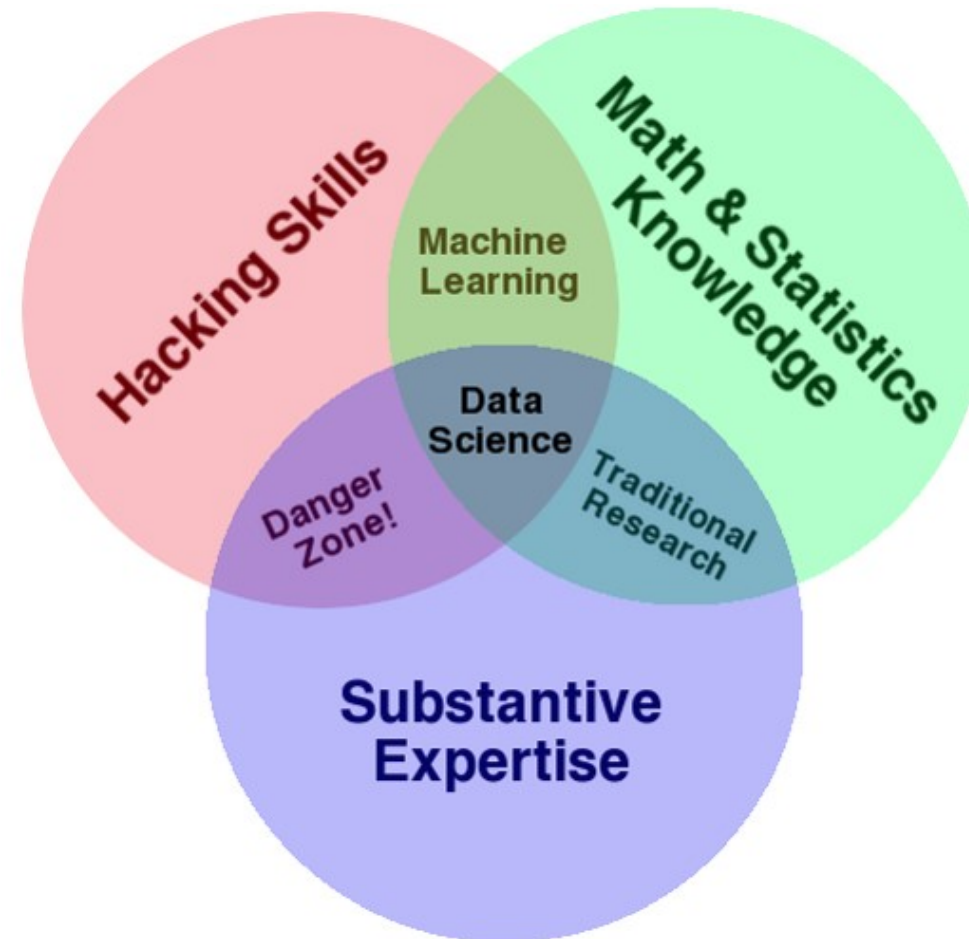 Hacking Skills
Math & Statistics
Knowledge
Machine
Learning
Data
Science
Danger
Zone!
Traditional
Research
Substantive
Expertise